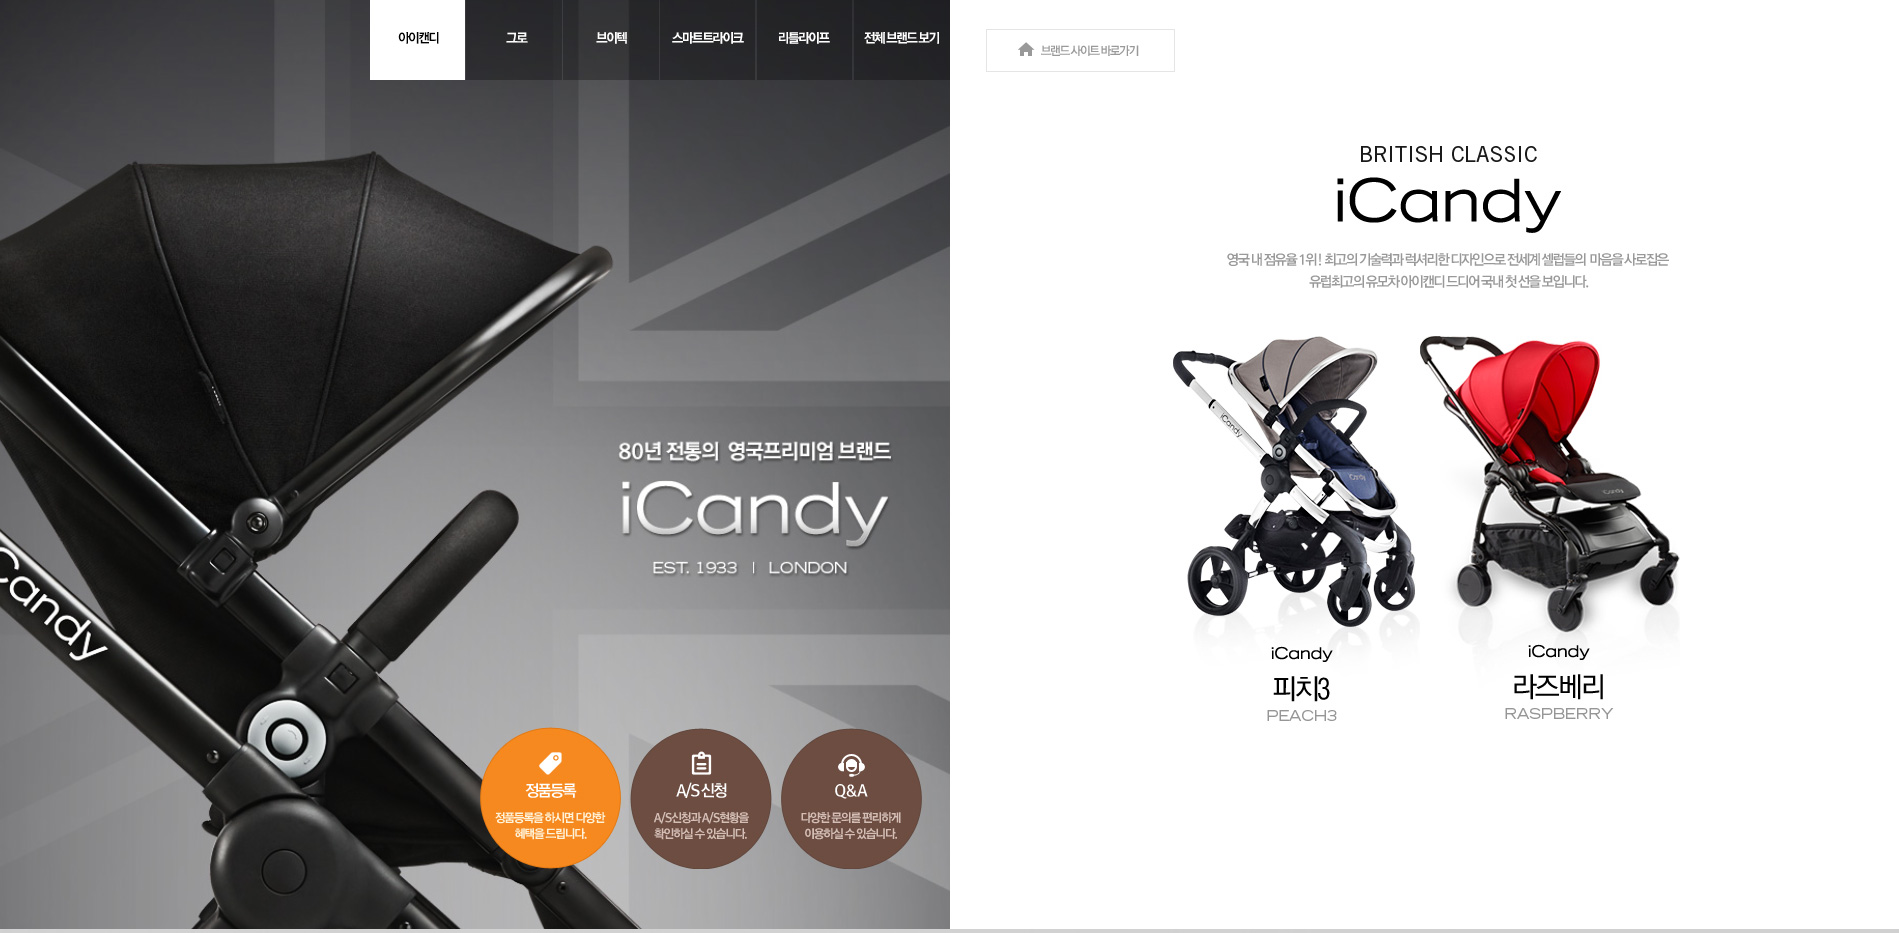 아이캔디
그로
브이텍
스마트트라이크
리틀라이프
전체 브랜드 보기
브랜드 사이트 바로가기
80년 전통의 영국프리미엄 브랜드
iCandy
EST. 1933 | LONDON
Candy
정품등록
정품등록을 하시면 다양한
혜택을 드립니다.
A/S 신청
A/S신청과 A/S현황을
확인하실 수 있습니다.
Q&A
다양한 문의를 편리하게
이용하실 수 있습니다.
BRITISH CLASSIC
iCandy
영국 내 점유율 1위! 최고의 기술력과 럭셔리한 디자인으로 전세계 셀럽들의 마음을 사로잡은
유럽최고의 유모차 아이캔디 드디어 국내 첫 선을 보입니다.
iCandy
iCandy
피치3
PEACH3
iCandy
라즈베리
RASPBERRY